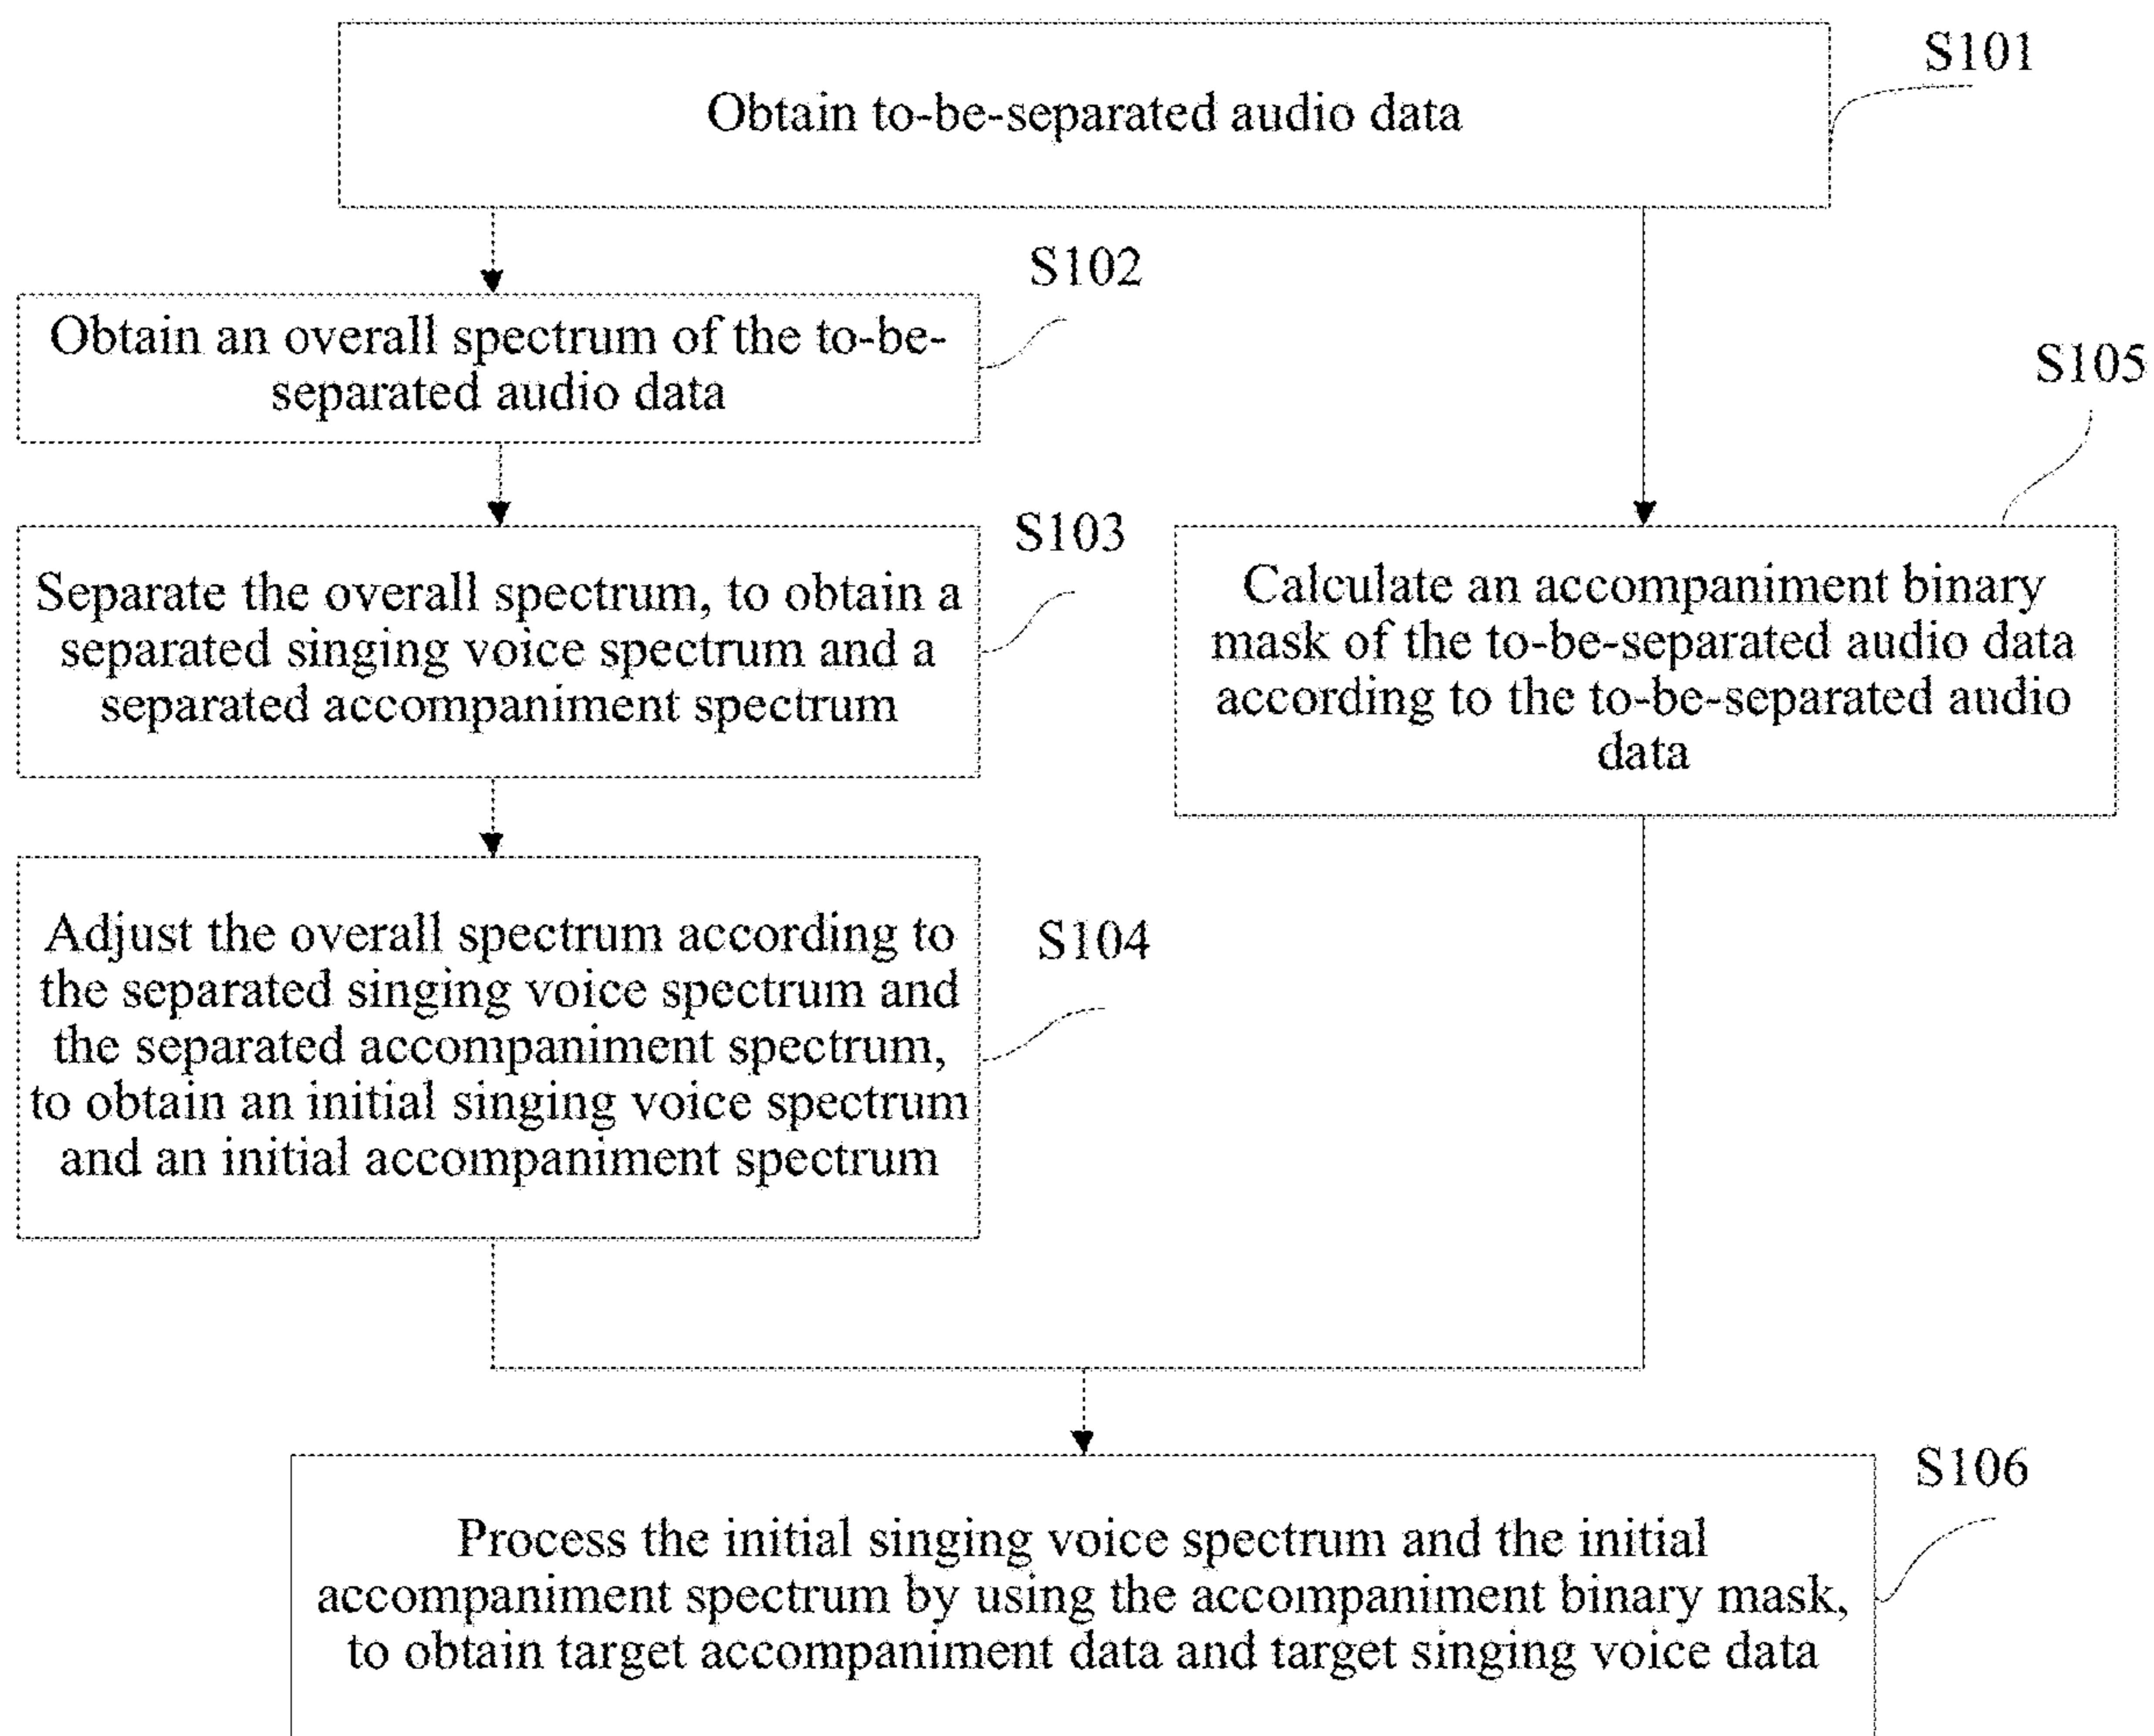 S101
Obtain to-be-separated audio data
S102
Obtain an overall spectrum of the to-be-
separated audio data
S105
S103
Separate the overall spectrum, to obtain a
separated singing voice spectrum and a
separated accompaniment spectrum
Calculate an accompaniment binary
mask of the to-be-separated audio data
according to the to-be-separated audio
data
Adjust the overall spectrum according to
the separated singing voice spectrum and
the separated accompaniment spectrum,
to obtain an initial singing voice spectrum
and an initial accompaniment spectrum
S104
S106
Process the initial singing voice spectrum and the initial
accompaniment spectrum by using the accompaniment binary mask,
to obtain target accompaniment data and target singing voice data